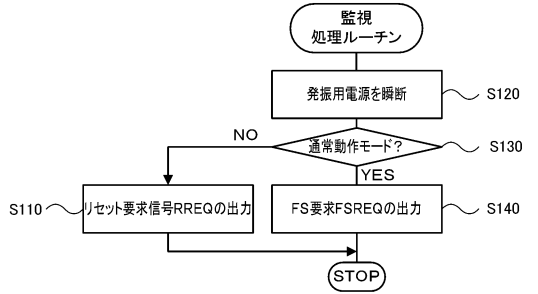 監視
処理ルーチン
発振用電源を瞬断
S120
通常動作モード?
S130
NO
YES
S110
リセット要求信号RREQの出力
FS要求FSREQの出力
S140
STOP